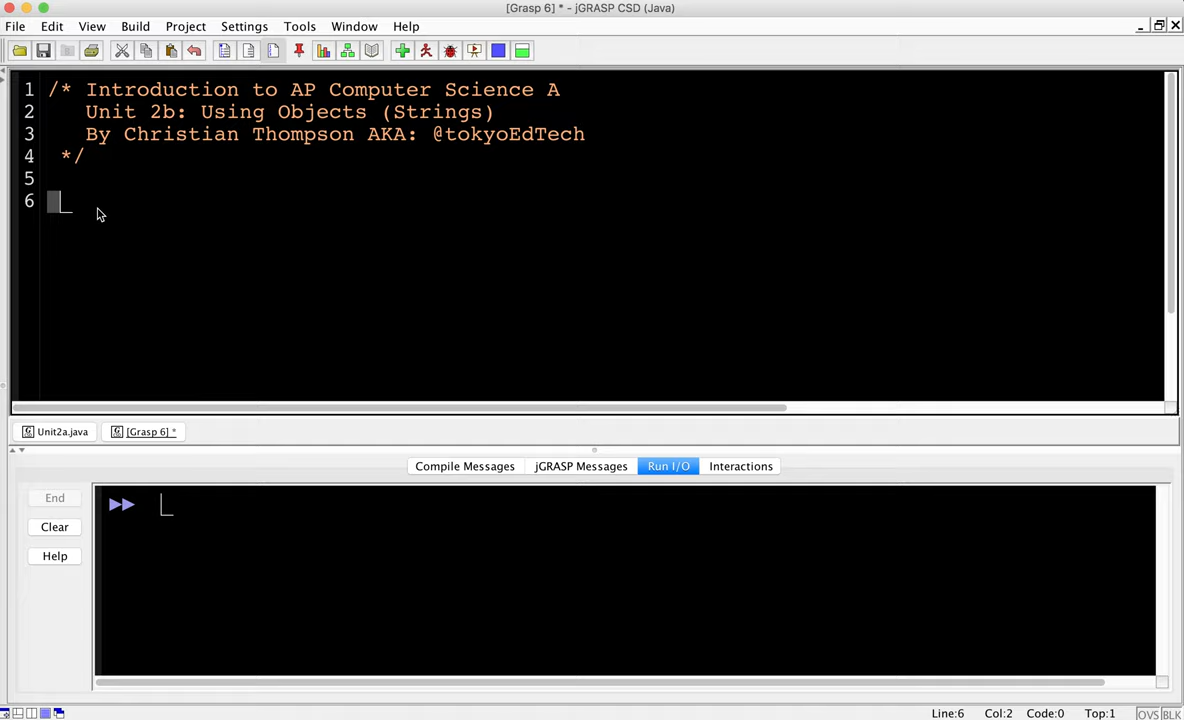 [Grasp 6] * - jGRASP CSD (Java)
File Edit View Build Project Settings Tools Window Help
1 /* Introduction to AP Computer Science A
2 Unit 2b: Using Objects (Strings)
3 By Christian Thompson AKA: @tokyoEdTech
4 */
5
6
Unit2a.java [Grasp 6] *
Compile Messages jGRASP Messages Run I/O Interactions
End
Clear
Help
Line:6 Col:2 Code:0 Top:1 OVS BLK